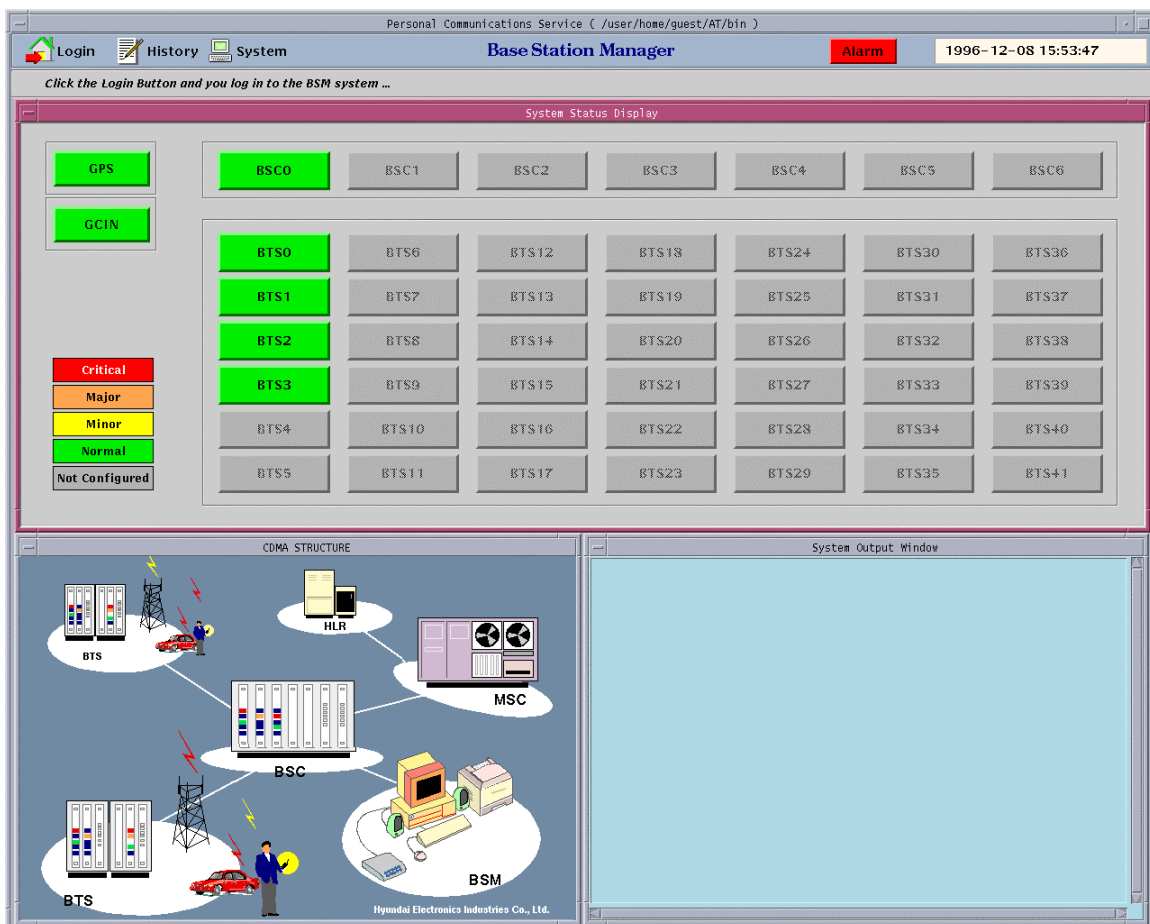 Personal Communications Service ( /user/home/guest/AT/bin )
Login History System Base Station Manager Alarm 1996-12-08 15:53:47
Click the Login Button and you log in to the BSM system ...
System Status Display
GPS BSC0 BSC1 BSC2 BSC3 BSC4 BSC5 BSC6
GCIN
BTS0 BTS6 BTS12 BTS18 BTS24 BTS30 BTS36
BTS1 BTS7 BTS13 BTS19 BTS25 BTS31 BTS37
BTS2 BTS8 BTS14 BTS20 BTS26 BTS32 BTS38
BTS3 BTS9 BTS15 BTS21 BTS27 BTS33 BTS39
BTS4 BTS10 BTS16 BTS22 BTS28 BTS34 BTS40
BTS5 BTS11 BTS17 BTS23 BTS29 BTS35 BTS41
Critical
Major
Minor
Normal
Not Configured
CDMA STRUCTURE
BTS
HLR
MSC
BSC
BTS
BSM
Hyundai Electronics Industries Co., Ltd.
System Output Window